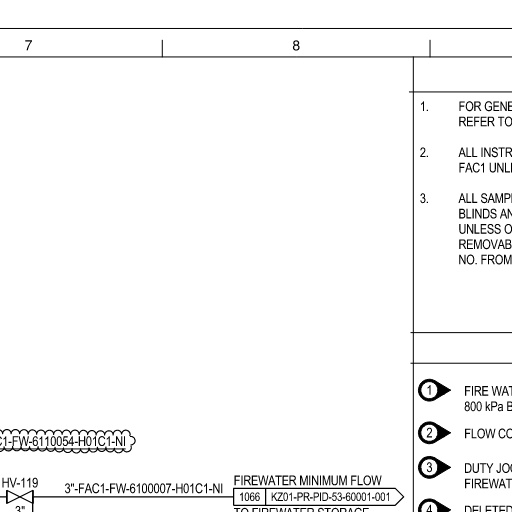 7
8
1. FOR GENE
REFER TO
2. ALL INSTR
FAC1 UNL
3. ALL SAMP
BLINDS AN
UNLESS O
REMOVAB
NO. FROM
1 FIRE WAT
800 kPa B
2 FLOW CO
3 DUTY JOC
FIREWAT
4 DELETED
C1-FW-6110054-H01C1-NI
HV-119
3"
3"-FAC1-FW-6100007-H01C1-NI
FIREWATER MINIMUM FLOW
1066 KZ01-PR-PID-53-60001-001
TO FIREWATER STORAGE